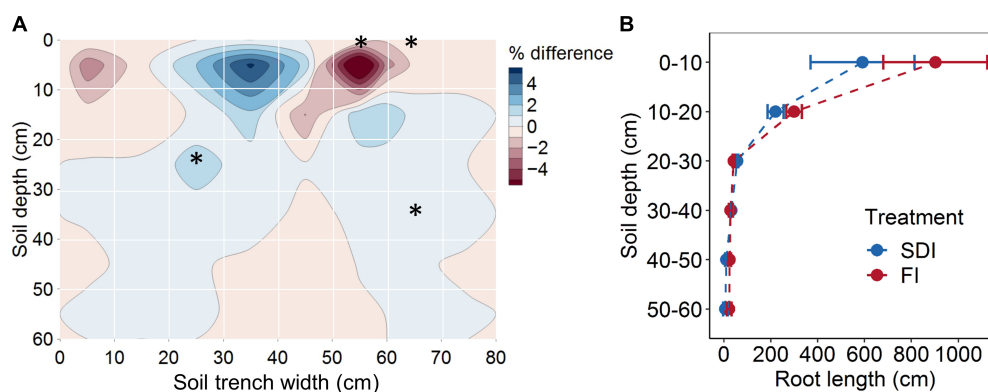 A
Soil depth (cm)
0
10
20
30
40
50
60
0 10 20 30 40 50 60 70 80
Soil trench width (cm)
* * * *
% difference
4
2
0
−2
−4
B
Soil depth (cm)
0-10
10-20
20-30
30-40
40-50
50-60
0 200 400 600 800 1000
Root length (cm)
Treatment
SDI
FI